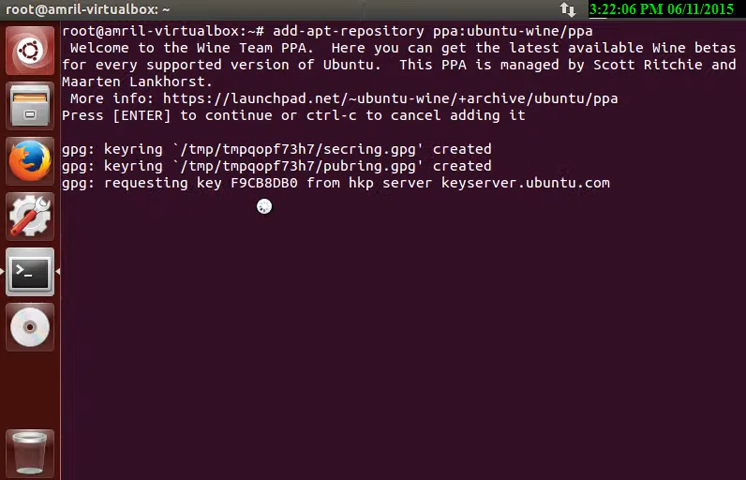 root@amril-virtualbox: ~
3:22:06 PM 06/11/2015
root@amril-virtualbox:~# add-apt-repository ppa:ubuntu-wine/ppa
Welcome to the Wine Team PPA.  Here you can get the latest available Wine betas
for every supported version of Ubuntu.  This PPA is managed by Scott Ritchie and
Maarten Lankhorst.
More info: https://launchpad.net/~ubuntu-wine/+archive/ubuntu/ppa
Press [ENTER] to continue or ctrl-c to cancel adding it
gpg: keyring `/tmp/tmpqopf73h7/secring.gpg' created
gpg: keyring `/tmp/tmpqopf73h7/pubring.gpg' created
gpg: requesting key F9CB8DB0 from hkp server keyserver.ubuntu.com